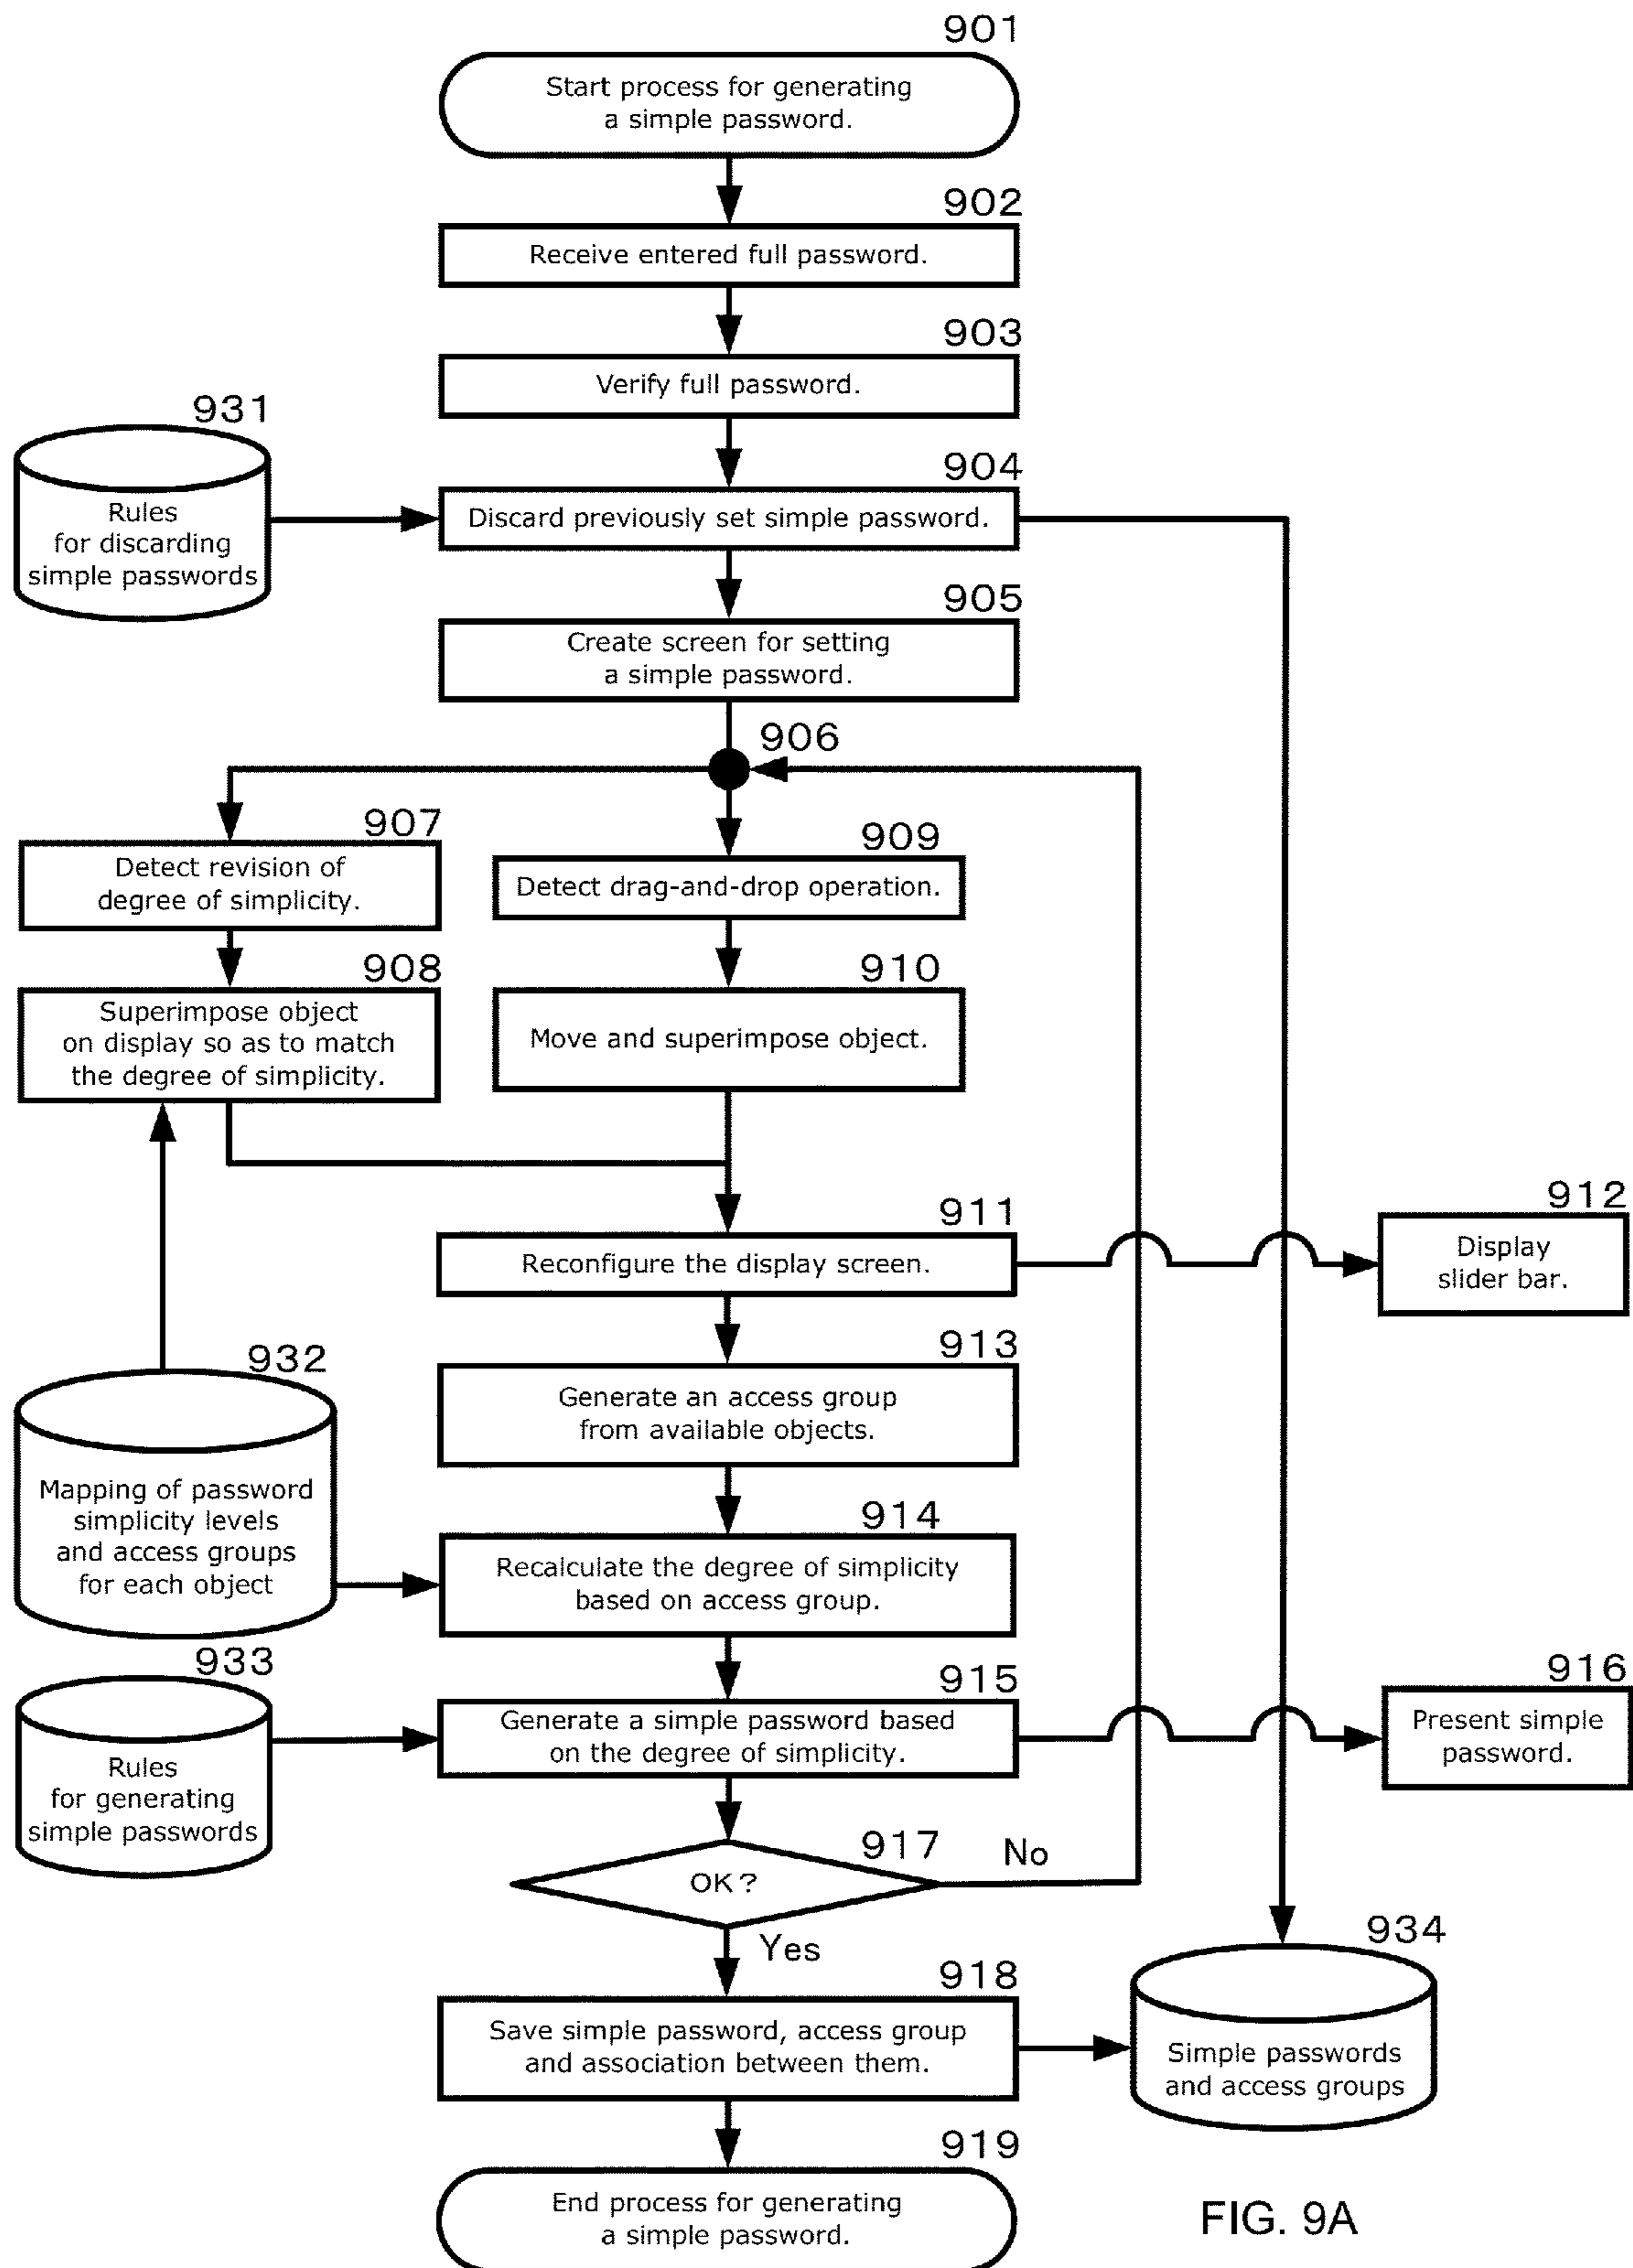 901
Start process for generating
a simple password.
902
Receive entered full password.
903
Verify full password.
931
Rules
for discarding
simple passwords
904
Discard previously set simple password.
905
Create screen for setting
a simple password.
906
907
Detect revision of
degree of simplicity.
909
Detect drag-and-drop operation.
908
Superimpose object
on display so as to match
the degree of simplicity.
910
Move and superimpose object.
911
Reconfigure the display screen.
912
Display
slider bar.
913
Generate an access group
from available objects.
932
Mapping of password
simplicity levels
and access groups
for each object
914
Recalculate the degree of simplicity
based on access group.
933
Rules
for generating
simple passwords
915
Generate a simple password based
on the degree of simplicity.
916
Present simple
password.
917
OK?
No
Yes
918
Save simple password, access group
and association between them.
934
Simple passwords
and access groups
919
End process for generating
a simple password.
FIG. 9A